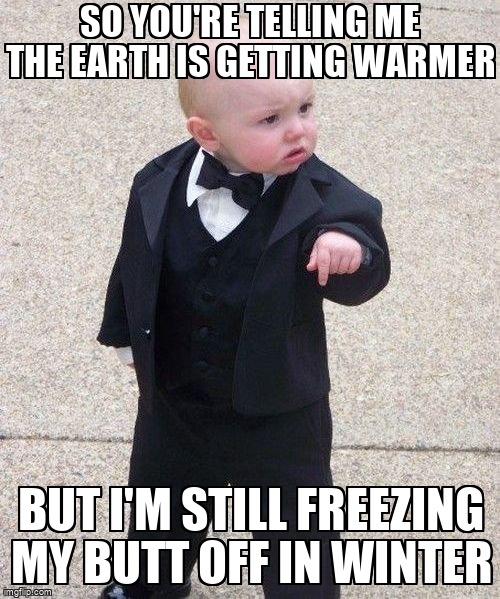 SO YOU'RE TELLING ME
THE EARTH IS GETTING WARMER
BUT I'M STILL FREEZING
MY BUTT OFF IN WINTER
imgflip.com